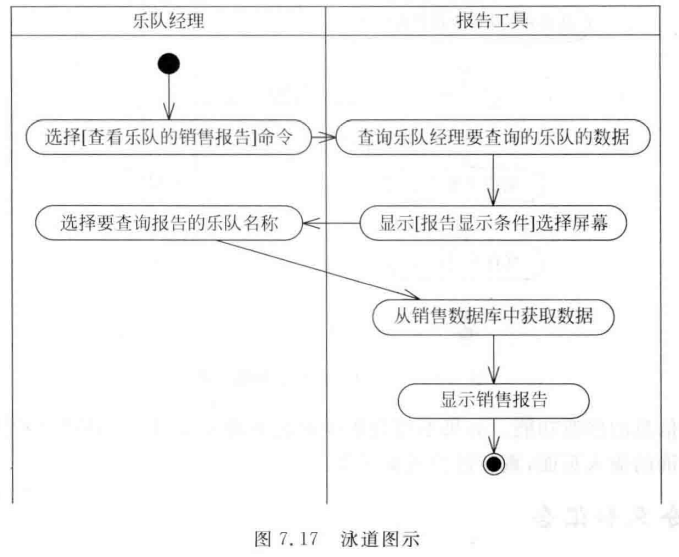 乐队经理
报告工具
选择[查看乐队的销售报告]命令
查询乐队经理要查询的乐队的数据
选择要查询报告的乐队名称
显示[报告显示条件]选择屏幕
从销售数据库中获取数据
显示销售报告
图 7.17 泳道图示